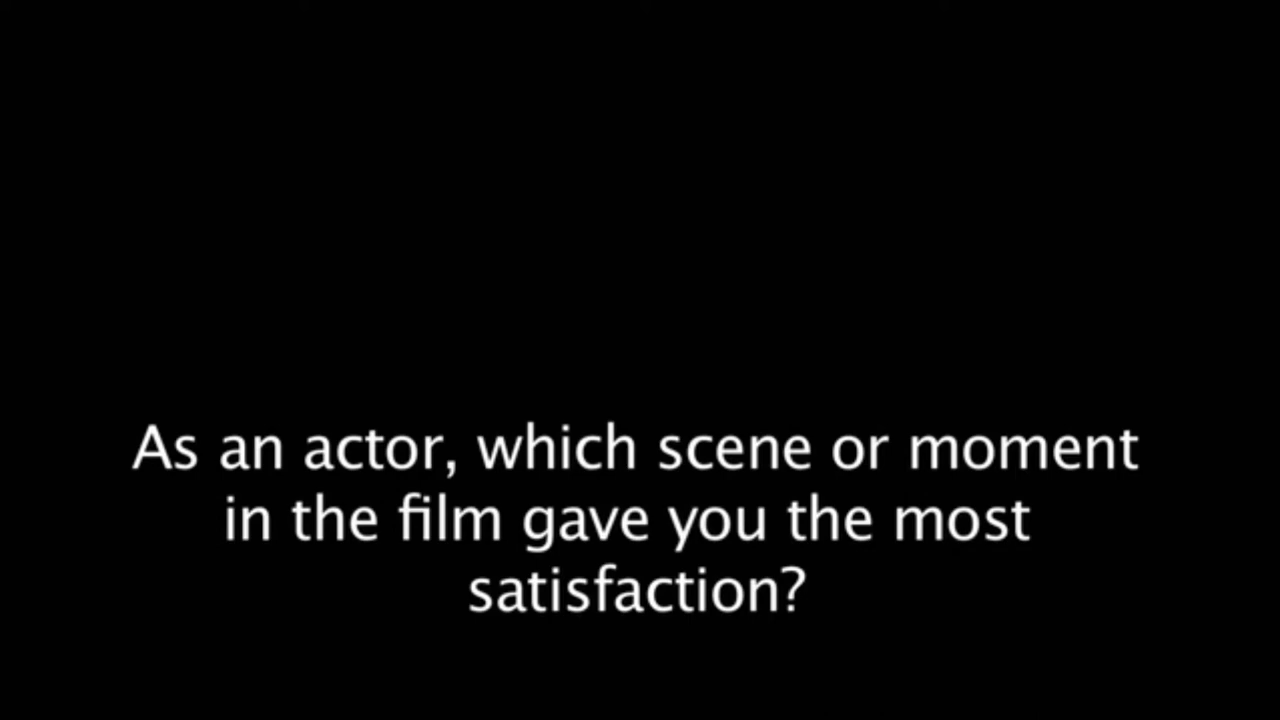 As an actor, which scene or moment
in the film gave you the most
satisfaction?